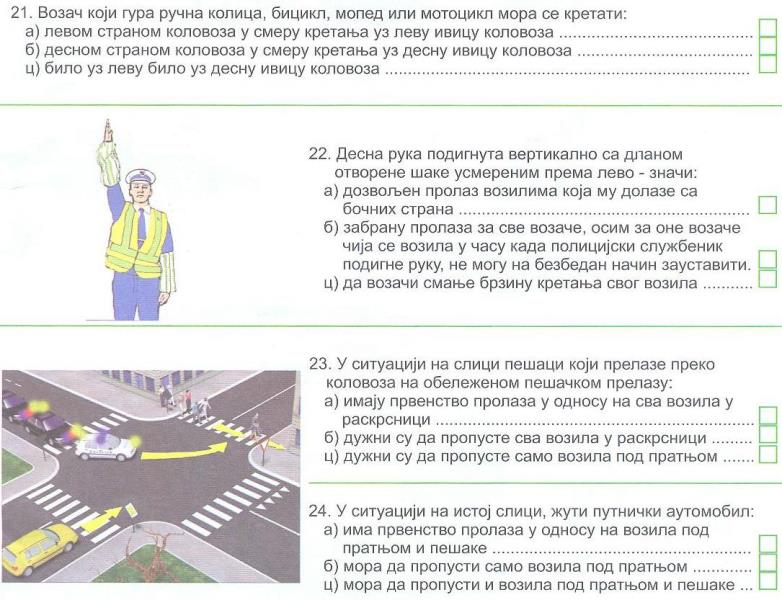 21. Возач који гура ручна колица, бицикл, мопед или мотоцикл мора се кретати:
а) левом страном коловоза у смеру кретања уз леву ивицу коловоза ........................................
б) десном страном коловоза у смеру кретања уз десну ивицу коловоза ....................................
ц) било уз леву било уз десну ивицу коловоза ........................................................................
22. Десна рука подигнута вертикално са дланом
отворене шаке усмереним према лево - значи:
а) дозвољен пролаз возилима која му долазе са
бочних страна ..........................................................
б) забрану пролаза за све возаче, осим за оне возаче
чија се возила у часу када полицијски службеник
подигне руку, не могу на безбедан начин зауставити.
ц) да возачи смање брзину кретања свог возила ...........
23. У ситуацији на слици пешаци који прелазе преко
коловоза на обележеном пешачком прелазу:
а) имају првенство пролаза у односу на сва возила у
раскрсници ................................................................
б) дужни су да пропусте сва возила у раскрсници .........
ц) дужни су да пропусте само возила под пратњом .......
24. У ситуацији на истој слици, жути путнички аутомобил:
а) има првенство пролаза у односу на возила под
пратњом и пешаке ....................................................
б) мора да пропусти само возила под пратњом ............
ц) мора да пропусти и возила под пратњом и пешаке ...